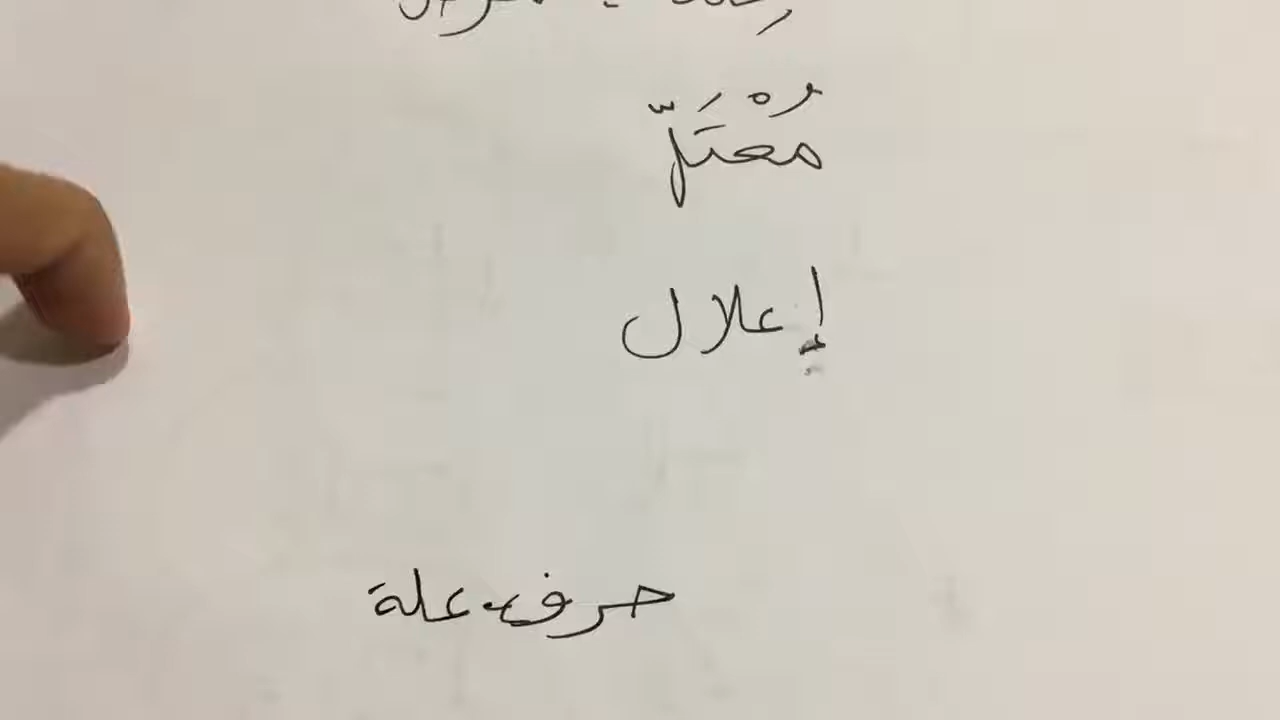 مُعْتَلّ
إعلال
حرف علة